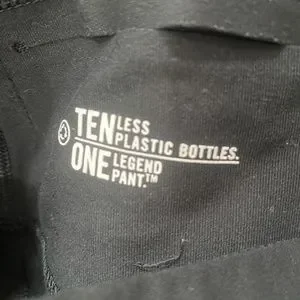 TEN LESS
PLASTIC BOTTLES.
ONE LEGEND
PANT.™